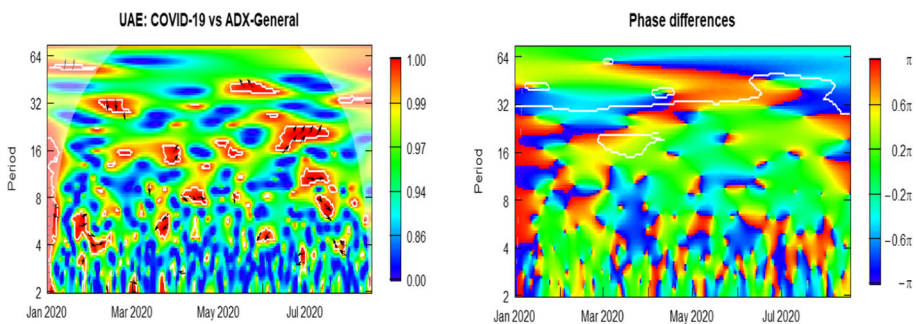 UAE: COVID-19 vs ADX-General
Period
64
32
16
8
4
2
Jan 2020 Mar 2020 May 2020 Jul 2020
1.00
0.99
0.97
0.94
0.86
0.00
Phase differences
Period
64
32
16
8
4
2
Jan 2020 Mar 2020 May 2020 Jul 2020
π
0.6π
0.2π
-0.2π
-0.6π
-π